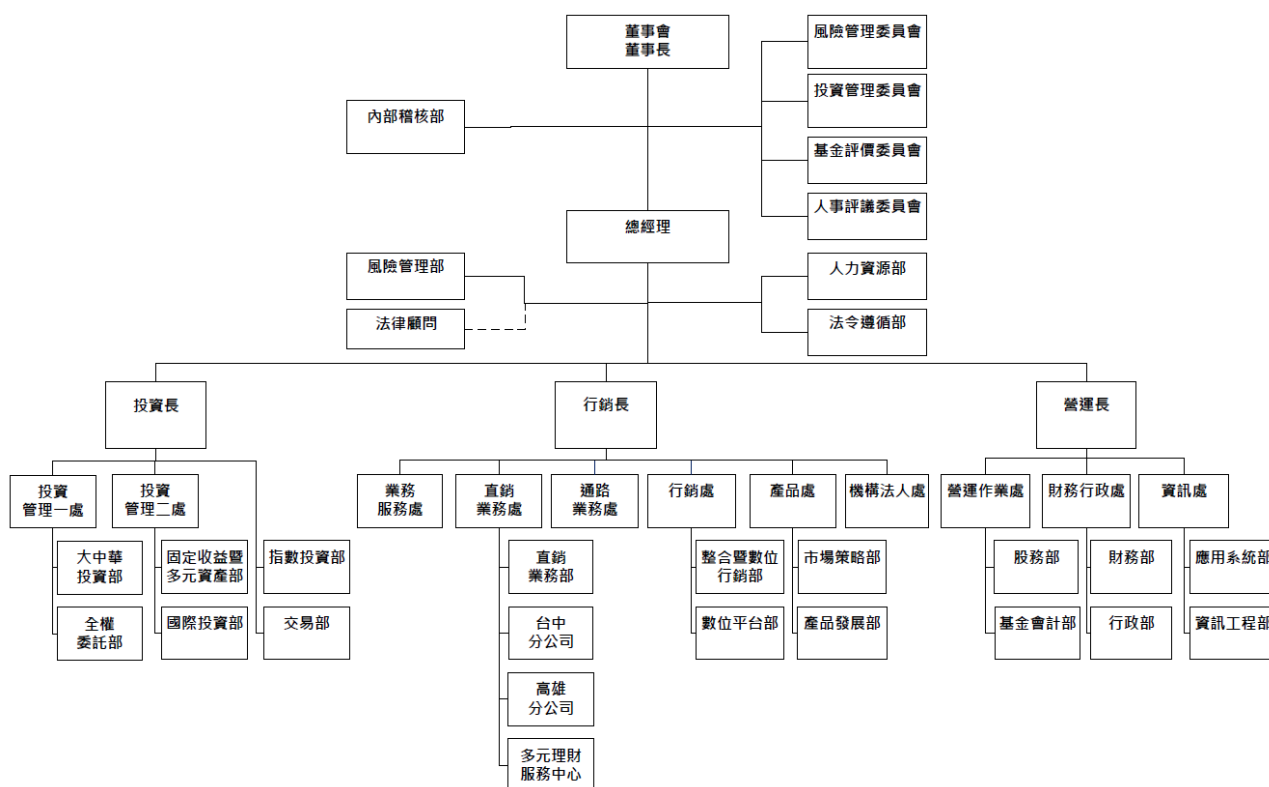 董事會
董事長
風險管理委員會
投資管理委員會
內部稽核部
基金評價委員會
人事評議委員會
總經理
風險管理部
人力資源部
法律顧問
法令遵循部
投資長
行銷長
營運長
投資
管理一處
投資
管理二處
業務
服務處
直銷
業務處
通路
業務處
行銷處
產品處
機構法人處
營運作業處
財務行政處
資訊處
大中華
投資部
固定收益暨
多元資產部
指數投資部
直銷
業務部
整合暨數位
行銷部
市場策略部
股務部
財務部
應用系統部
全權
委託部
國際投資部
交易部
台中
分公司
數位平台部
產品發展部
基金會計部
行政部
資訊工程部
高雄
分公司
多元理財
服務中心